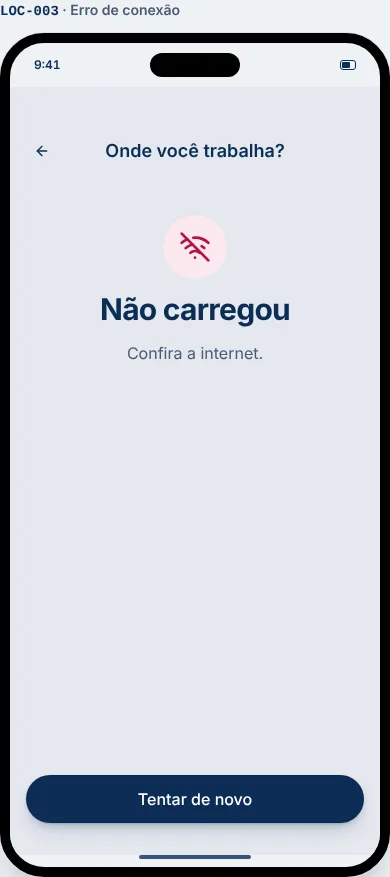 LOC-003 · Erro de conexão
9:41
Onde você trabalha?
Não carregou
Confira a internet.
Tentar de novo